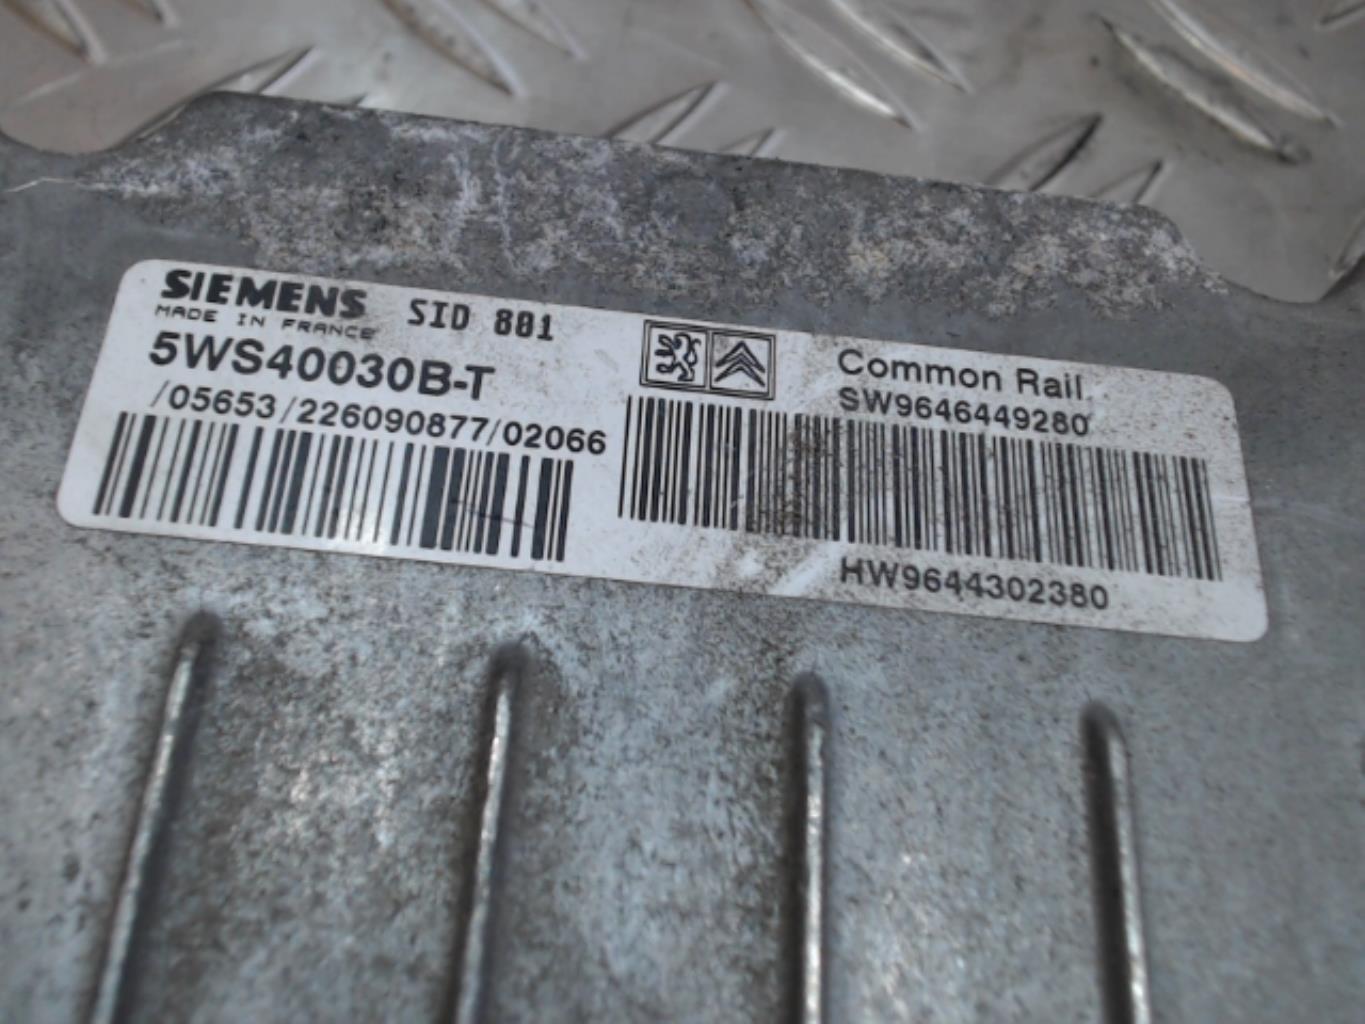 SIEMENS SID 801
MADE IN FRANCE
5WS40030B-T
/05653/226090877/02066
Common Rail
SW9646449280
HW9644302380